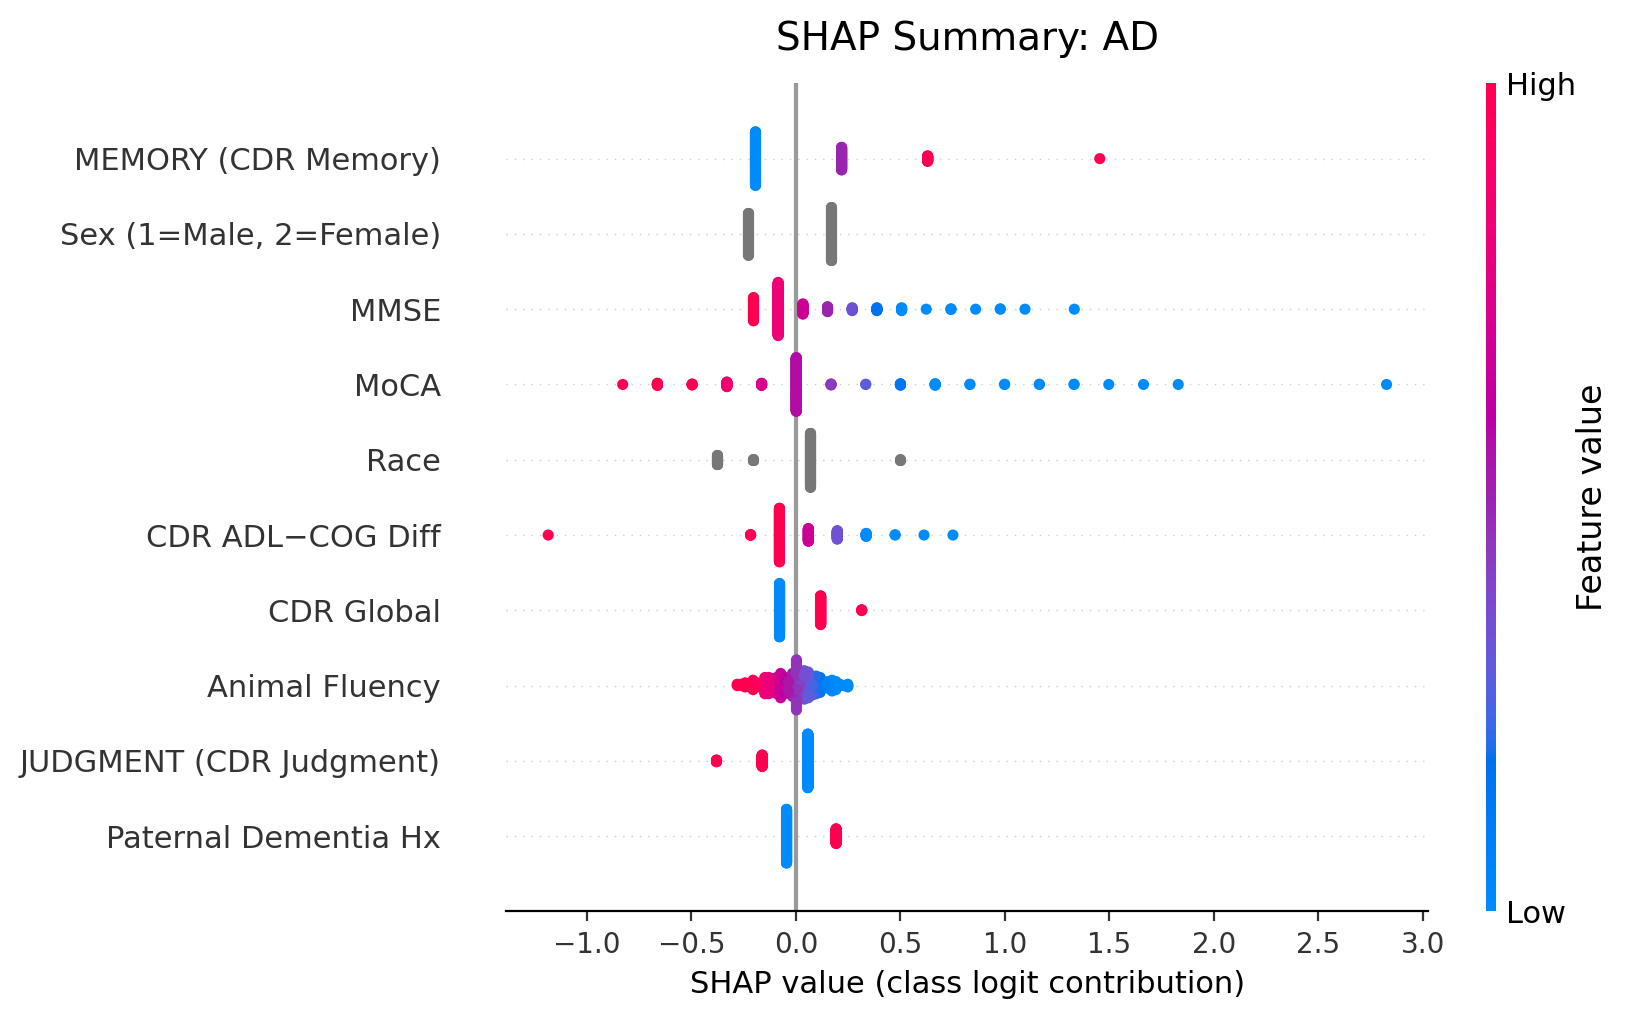 SHAP Summary: AD
High
MEMORY (CDR Memory)
Sex (1=Male, 2=Female)
MMSE
MoCA
Race
CDR ADL−COG Diff
CDR Global
Animal Fluency
JUDGMENT (CDR Judgment)
Paternal Dementia Hx
Feature value
Low
−1.0 −0.5 0.0 0.5 1.0 1.5 2.0 2.5 3.0
SHAP value (class logit contribution)